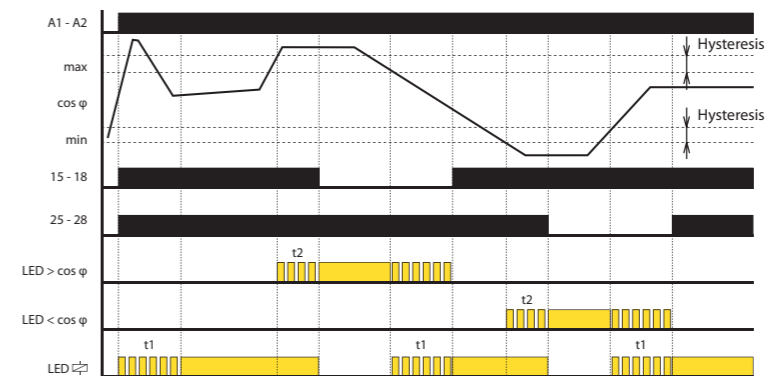 A1 - A2
Hysteresis
max
cos φ
Hysteresis
min
15 - 18
25 - 28
t2
LED > cos φ
t2
LED < cos φ
t1 t1 t1
LED